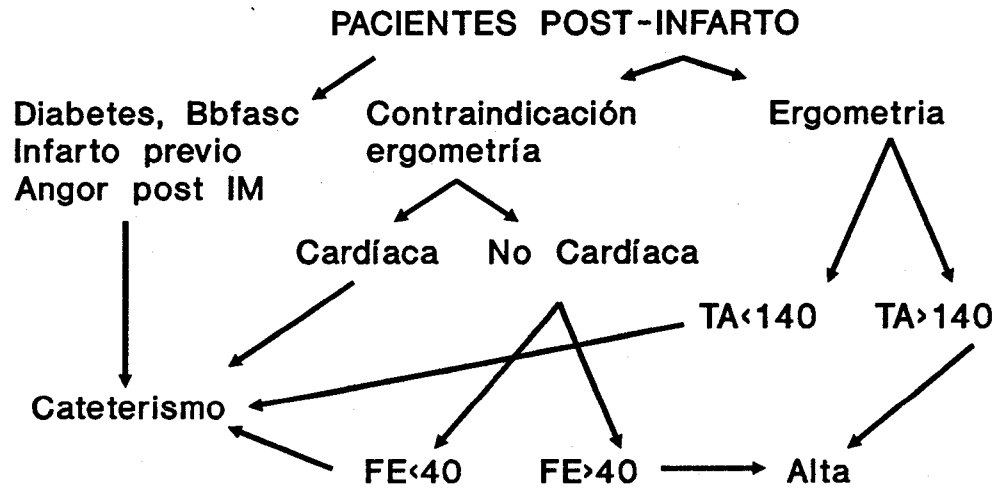 PACIENTES POST-INFARTO
Diabetes, Bbfasc
Infarto previo
Angor post IM
Contraindicación
ergometría
Ergometria
Cardíaca
No Cardíaca
TA<140
TA>140
Cateterismo
FE<40
FE>40
Alta